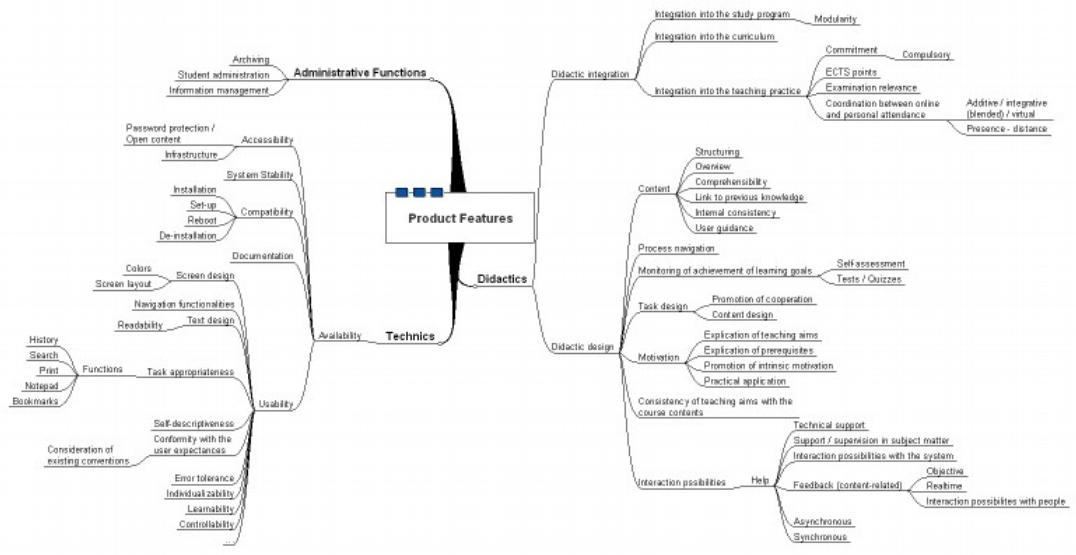 Product Features
Administrative Functions
Archiving
Student administration
Information management
Technics
Availability
Accessibility
Password protection /
Open content
Infrastructure
System Stability
Compatibility
Installation
Set-up
Reboot
De-installation
Documentation
Usability
Screen design
Colors
Screen layout
Navigation functionalities
Text design
Readability
Task appropriateness
Functions
History
Search
Print
Notepad
Bookmarks
Self-descriptiveness
Conformity with the
user expectances
Consideration of
existing conventions
Error tolerance
Individualizability
Learnability
Controllability
...
Didactics
Didactic integration
Integration into the study program
Modularity
Integration into the curriculum
Integration into the teaching practice
Commitment
Compulsory
ECTS points
Examination relevance
Coordination between online
and personal attendance
Additive / integrative
(blended) / virtual
Presence - distance
Didactic design
Content
Structuring
Overview
Comprehensibility
Link to previous knowledge
Internal consistency
User guidance
Process navigation
Monitoring of achievement of learning goals
Self-assessment
Tests / Quizzes
Task design
Promotion of cooperation
Content design
Motivation
Explication of teaching aims
Explication of prerequisites
Promotion of intrinsic motivation
Practical application
Consistency of teaching aims with the
course contents
Interaction pssibilities
Help
Technical support
Support / supervision in subject matter
Interaction possibilities with the system
Feedback (content-related)
Objective
Realtime
Interaction possibilites with people
Asynchronous
Synchronous